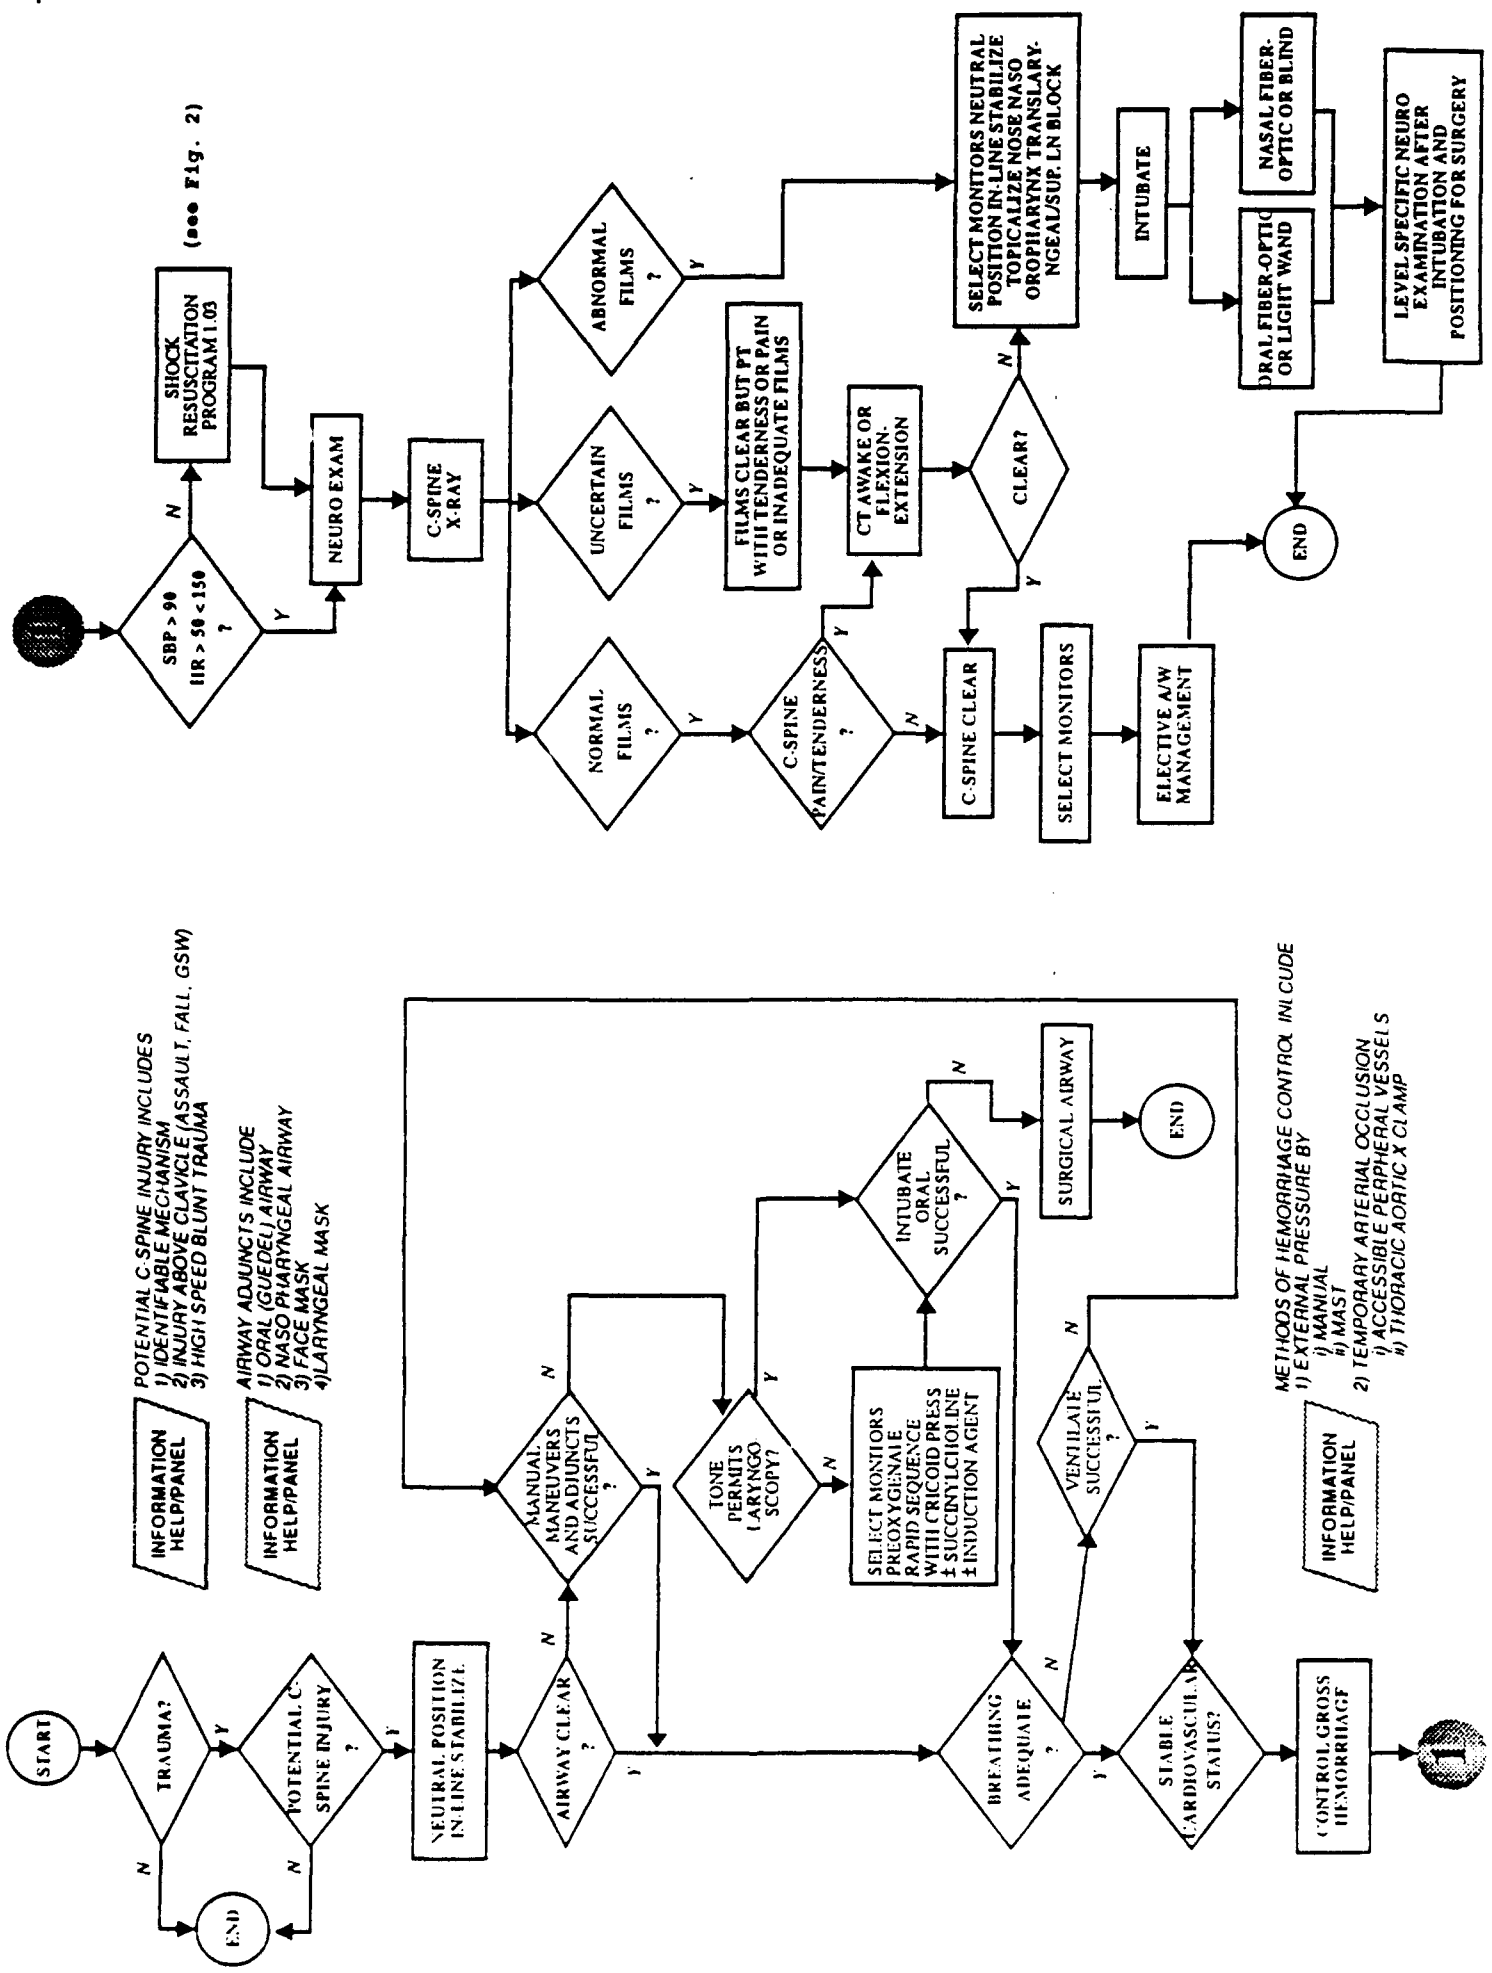 START
TRAUMA?
N
Y
POTENTIAL C-
SPINE INJURY
?
N
Y
END
NEUTRAL POSITION
IN-LINE STABILIZE
AIRWAY CLEAR
?
N
Y
MANUAL
MANEUVERS
AND ADJUNCTS
SUCCESSFUL
?
N
Y
TONE
PERMITS
LARYNGO-
SCOPY?
Y
N
SELECT MONITORS
PREOXYGENATE
RAPID SEQUENCE
WITH CRICOID PRESS
± SUCCINYLCHOLINE
± INDUCTION AGENT
INTUBATE
ORAL
SUCCESSFUL
?
N
Y
SURGICAL AIRWAY
END
BREATHING
ADEQUATE
?
N
Y
VENTILATE
SUCCESSFUL
?
N
Y
STABLE
CARDIOVASCULAR
STATUS?
CONTROL GROSS
HEMORRHAGE
1
INFORMATION
HELP/PANEL
POTENTIAL C-SPINE INJURY INCLUDES
1) IDENTIFIABLE MECHANISM
2) INJURY ABOVE CLAVICLE (ASSAULT, FALL, GSW)
3) HIGH SPEED BLUNT TRAUMA
INFORMATION
HELP/PANEL
AIRWAY ADJUNCTS INCLUDE
1) ORAL (GUEDEL) AIRWAY
2) NASO PHARYNGEAL AIRWAY
3) FACE MASK
4) LARYNGEAL MASK
INFORMATION
HELP/PANEL
METHODS OF HEMORRHAGE CONTROL INLCUDE
1) EXTERNAL PRESSURE BY
i) MANUAL
ii) MAST
2) TEMPORARY ARTERIAL OCCLUSION
i) ACCESSIBLE PERIPHERAL VESSELS
ii) THORACIC AORTIC X CLAMP
1
SBP > 90
HR > 50 < 150
?
N
Y
SHOCK
RESUSCITATION
PROGRAM 1.03
(see Fig. 2)
NEURO EXAM
C-SPINE
X-RAY
NORMAL
FILMS
?
Y
UNCERTAIN
FILMS
?
Y
ABNORMAL
FILMS
?
Y
C-SPINE
PAIN/TENDERNESS
?
Y
N
FILMS CLEAR BUT PT
WITH TENDERNESS OR PAIN
OR INADEQUATE FILMS
CT AWAKE OR
FLEXION-
EXTENSION
CLEAR?
N
Y
C-SPINE CLEAR
SELECT MONITORS
ELECTIVE A/W
MANAGEMENT
END
SELECT MONITORS NEUTRAL
POSITION IN-LINE STABILIZE
TOPICALIZE NOSE NASO
OROPHARYNX TRANSLARY-
NGEAL/SUP. LN BLOCK
INTUBATE
ORAL FIBER-OPTIC
OR LIGHT WAND
NASAL FIBER-
OPTIC OR BLIND
LEVEL SPECIFIC NEURO
EXAMINATION AFTER
INTUBATION AND
POSITIONING FOR SURGERY